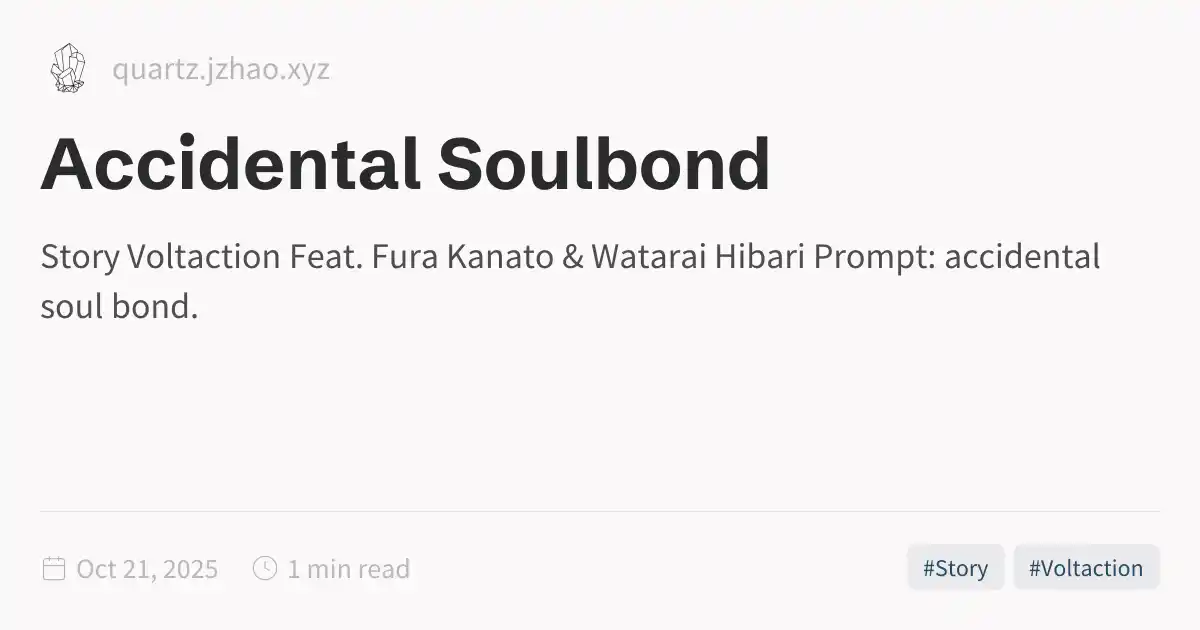 quartz.jzhao.xyz
Accidental Soulbond
Story Voltaction Feat. Fura Kanato & Watarai Hibari Prompt: accidental
soul bond.
Oct 21, 2025
1 min read
#Story
#Voltaction